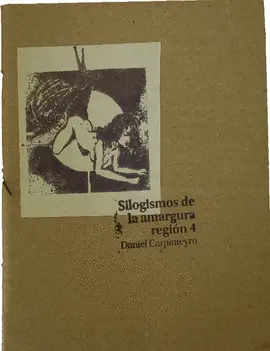 Silogismos de
la amargura
región 4
Daniel Carpinteyro